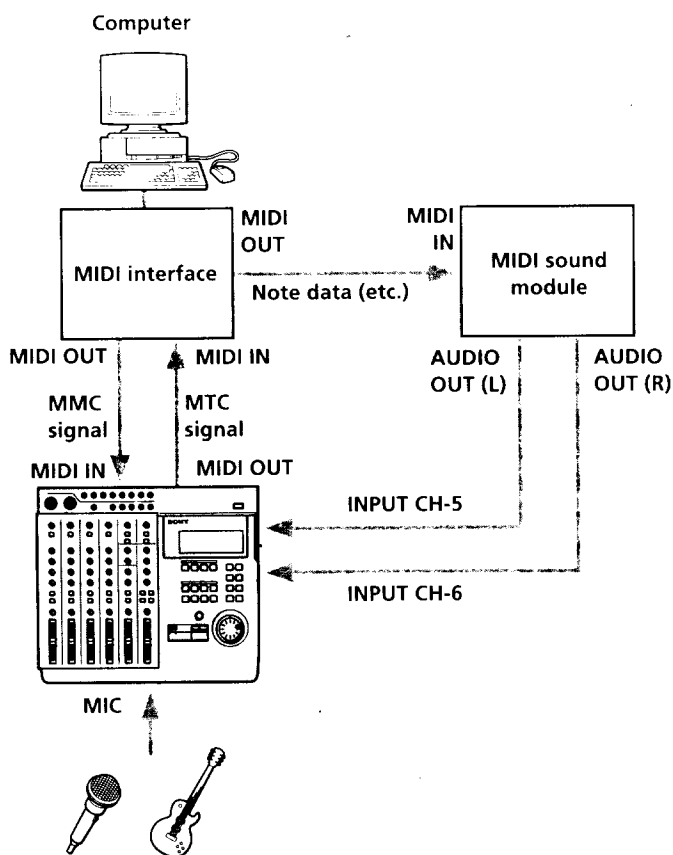 Computer
MIDI
OUT
MIDI
IN
MIDI interface
MIDI sound
module
Note data (etc.)
MIDI OUT
MIDI IN
AUDIO
OUT (L)
AUDIO
OUT (R)
MMC
signal
MTC
signal
MIDI IN
MIDI OUT
SONY
INPUT CH-5
INPUT CH-6
MIC